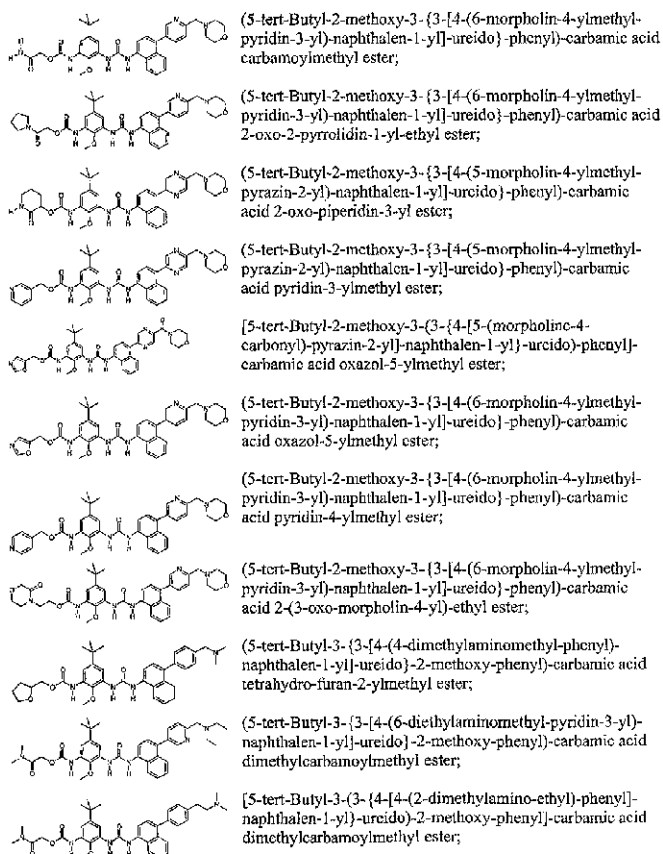 (5-tert-Butyl-2-methoxy-3-{3-[4-(6-morpholin-4-ylmethyl-
pyridin-3-yl)-naphthalen-1-yl]-ureido}-phenyl)-carbamic acid
carbamoylmethyl ester;
(5-tert-Butyl-2-methoxy-3-{3-[4-(6-morpholin-4-ylmethyl-
pyridin-3-yl)-naphthalen-1-yl]-ureido}-phenyl)-carbamic acid
2-oxo-2-pyrrolidin-1-yl-ethyl ester;
(5-tert-Butyl-2-methoxy-3-{3-[4-(5-morpholin-4-ylmethyl-
pyrazin-2-yl)-naphthalen-1-yl]-ureido}-phenyl)-carbamic
acid 2-oxo-piperidin-3-yl ester;
(5-tert-Butyl-2-methoxy-3-{3-[4-(5-morpholin-4-ylmethyl-
pyrazin-2-yl)-naphthalen-1-yl]-ureido}-phenyl)-carbamic
acid pyridin-3-ylmethyl ester;
[5-tert-Butyl-2-methoxy-3-(3-{4-[5-(morpholine-4-
carbonyl)-pyrazin-2-yl]-naphthalen-1-yl}-ureido)-phenyl]-
carbamic acid oxazol-5-ylmethyl ester;
(5-tert-Butyl-2-methoxy-3-{3-[4-(6-morpholin-4-ylmethyl-
pyridin-3-yl)-naphthalen-1-yl]-ureido}-phenyl)-carbamic
acid oxazol-5-ylmethyl ester;
(5-tert-Butyl-2-methoxy-3-{3-[4-(6-morpholin-4-ylmethyl-
pyridin-3-yl)-naphthalen-1-yl]-ureido}-phenyl)-carbamic
acid pyridin-4-ylmethyl ester;
(5-tert-Butyl-2-methoxy-3-{3-[4-(6-morpholin-4-ylmethyl-
pyridin-3-yl)-naphthalen-1-yl]-ureido}-phenyl)-carbamic
acid 2-(3-oxo-morpholin-4-yl)-ethyl ester;
(5-tert-Butyl-3-{3-[4-(4-dimethylaminomethyl-phenyl)-
naphthalen-1-yl]-ureido}-2-methoxy-phenyl)-carbamic acid
tetrahydro-furan-2-ylmethyl ester;
(5-tert-Butyl-3-{3-[4-(6-diethylaminomethyl-pyridin-3-yl)-
naphthalen-1-yl]-ureido}-2-methoxy-phenyl)-carbamic acid
dimethylcarbamoylmethyl ester;
[5-tert-Butyl-3-(3-{4-[4-(2-dimethylamino-ethyl)-phenyl]-
naphthalen-1-yl}-ureido)-2-methoxy-phenyl]-carbamic acid
dimethylcarbamoylmethyl ester;